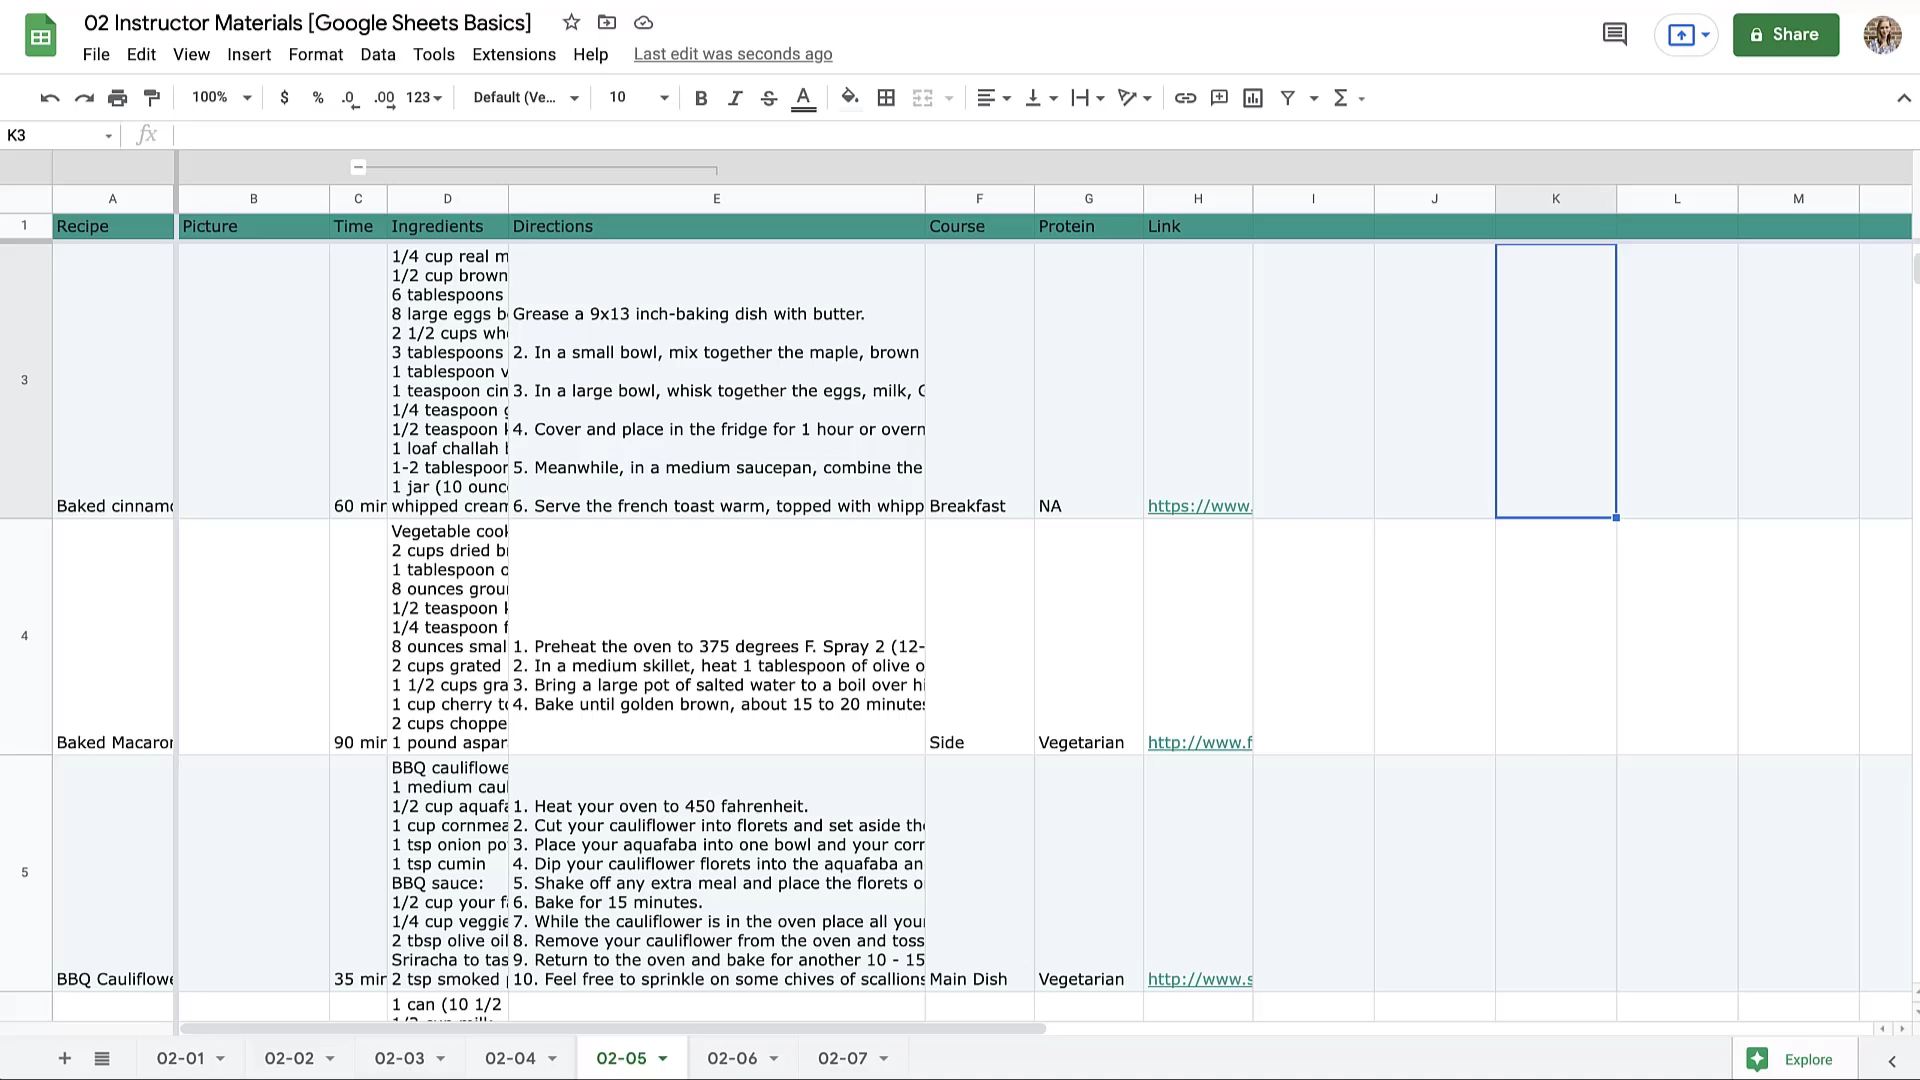 02 Instructor Materials [Google Sheets Basics]
File Edit View Insert Format Data Tools Extensions Help Last edit was seconds ago
Share
100% $ % .0 .00 123 Default (Ve... 10 B I S A Σ
K3 fx
A B C D E F G H I J K L M
1 Recipe Picture Time Ingredients Directions Course Protein Link
1/4 cup real m
1/2 cup brown
6 tablespoons
8 large eggs b Grease a 9x13 inch-baking dish with butter.
2 1/2 cups wh
3 tablespoons 2. In a small bowl, mix together the maple, brown
1 tablespoon v
3
1 teaspoon cin 3. In a large bowl, whisk together the eggs, milk,
1/4 teaspoon g
1/2 teaspoon k 4. Cover and place in the fridge for 1 hour or overn
1 loaf challah b
1-2 tablespoor 5. Meanwhile, in a medium saucepan, combine the
1 jar (10 ounc
Baked cinnamo 60 min whipped cream 6. Serve the french toast warm, topped with whipp Breakfast NA https://www.
Vegetable cook
2 cups dried br
1 tablespoon o
8 ounces groun
1/2 teaspoon k
1/4 teaspoon f
4
8 ounces smal 1. Preheat the oven to 375 degrees F. Spray 2 (12-
2 cups grated 2. In a medium skillet, heat 1 tablespoon of olive o
1 1/2 cups gra 3. Bring a large pot of salted water to a boil over hi
1 cup cherry to 4. Bake until golden brown, about 15 to 20 minutes
2 cups choppe
Baked Macaron 90 min 1 pound aspar Side Vegetarian http://www.f
BBQ cauliflowe
1 medium caul
1/2 cup aquafa 1. Heat your oven to 450 fahrenheit.
1 cup cornmea 2. Cut your cauliflower into florets and set aside the
1 tsp onion po 3. Place your aquafaba into one bowl and your corn
1 tsp cumin 4. Dip your cauliflower florets into the aquafaba an
5
BBQ sauce: 5. Shake off any extra meal and place the florets o
1/2 cup your fa 6. Bake for 15 minutes.
1/4 cup veggie 7. While the cauliflower is in the oven place all your
2 tbsp olive oil 8. Remove your cauliflower from the oven and toss
Sriracha to tas 9. Return to the oven and bake for another 10 - 15
BBQ Cauliflowe 35 min 2 tsp smoked 10. Feel free to sprinkle on some chives of scallions Main Dish Vegetarian http://www.s
1 can (10 1/2
02-01 02-02 02-03 02-04 02-05 02-06 02-07 Explore